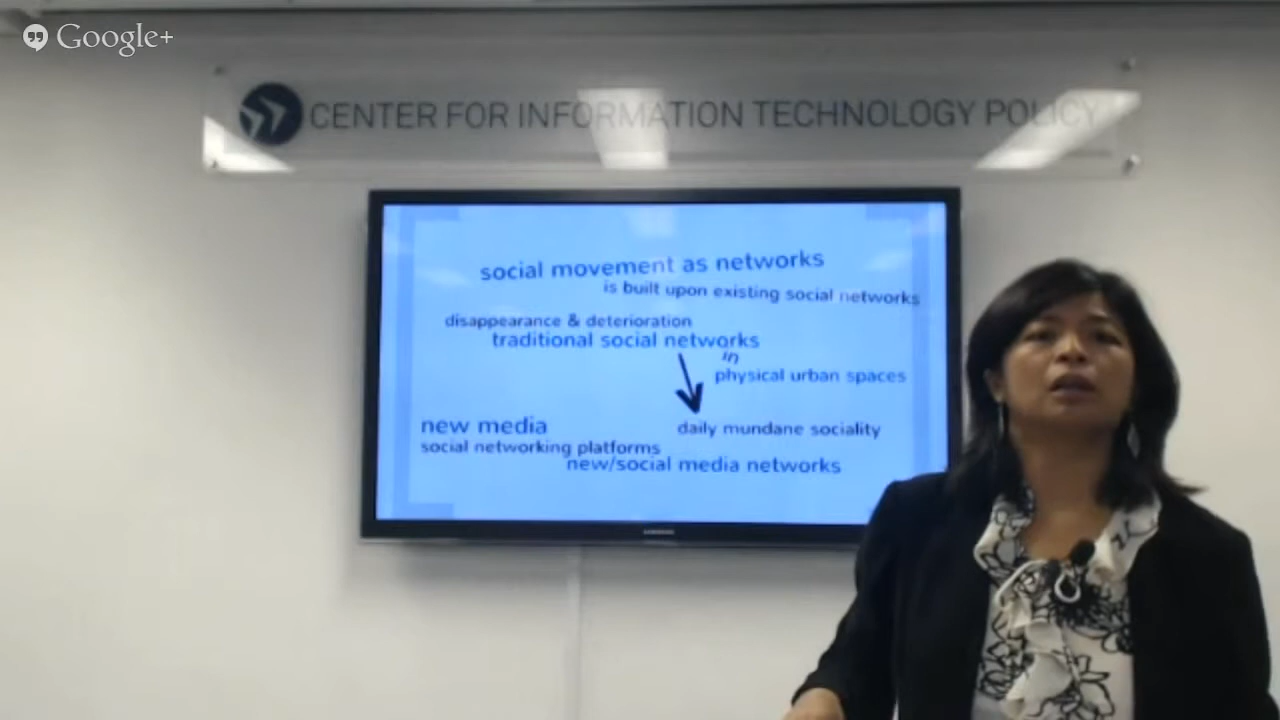 Google+
CENTER FOR INFORMATION TECHNOLOGY POLICY
social movement as networks
is built upon existing social networks
disappearance & deterioration
traditional social networks
in
physical urban spaces
new media
daily mundane sociality
social networking platforms
new/social media networks
SAMSUNG